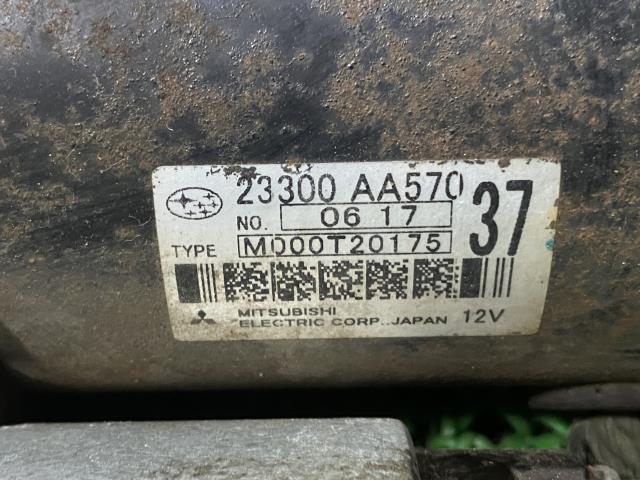 23300 AA570
37
NO. 06 17
TYPE M000T20175
MITSUBISHI
ELECTRIC CORP. JAPAN 12V